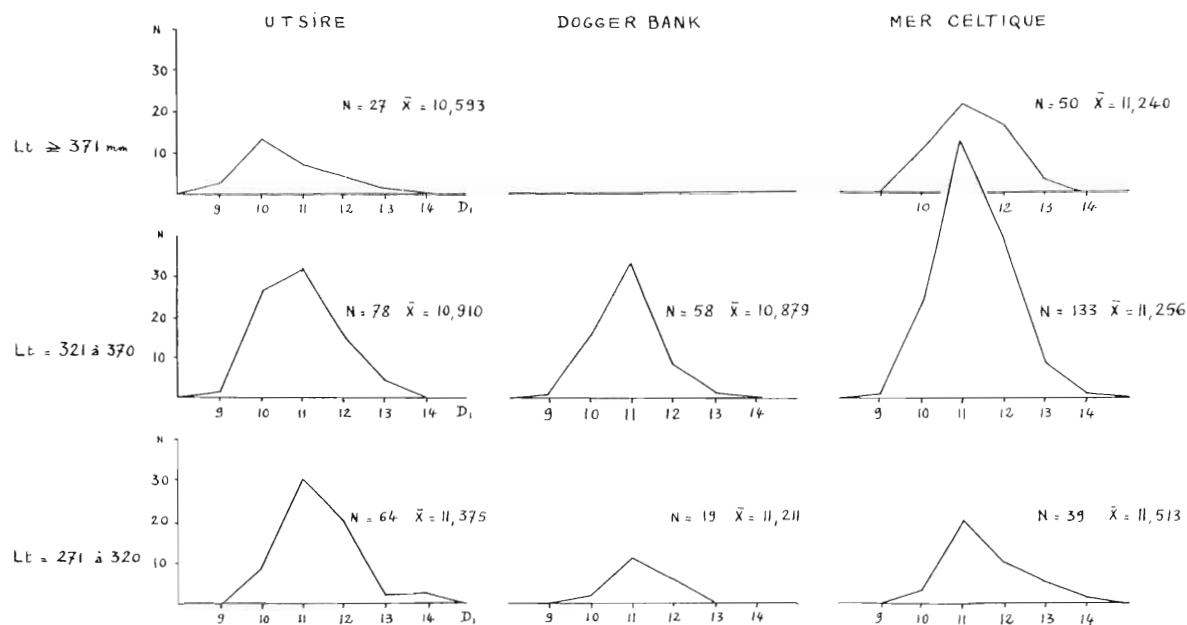 UTSIRE DOGGER BANK MER CELTIQUE
N
30
20
10
Lt ≥ 371 mm
N = 27 X̄ = 10,593
N = 50 X̄ = 11,240
9 10 11 12 13 14 D₁
10 12 13 14
N
30
20
10
Lt = 321 à 370
N = 78 X̄ = 10,910
N = 58 X̄ = 10,879
N = 133 X̄ = 11,256
9 10 11 12 13 14 D₁
9 10 11 12 13 14
9 10 11 12 13 14
N
30
20
10
Lt = 271 à 320
N = 64 X̄ = 11,375
N = 19 X̄ = 11,211
N = 39 X̄ = 11,513
9 10 11 12 13 14 D₁
9 10 11 12 13 14
9 10 11 12 13 14